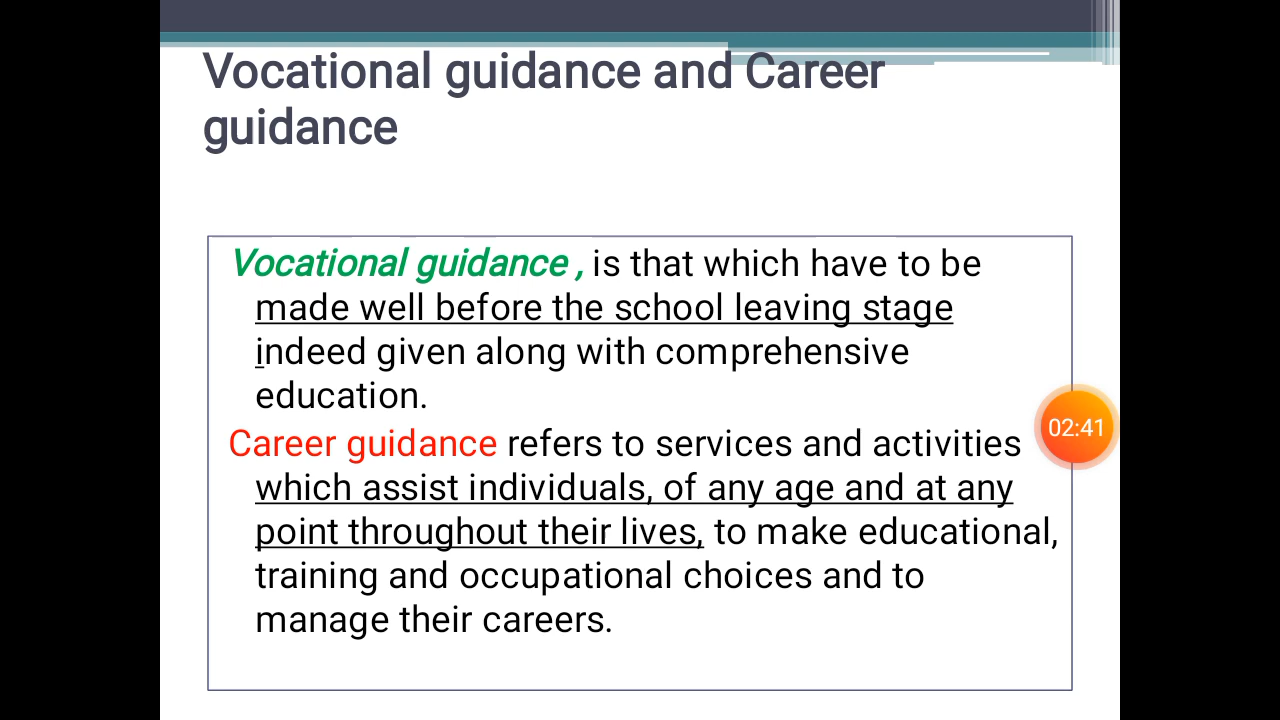 Vocational guidance and Career
guidance
Vocational guidance , is that which have to be
made well before the school leaving stage
indeed given along with comprehensive
education.
Career guidance refers to services and activities
which assist individuals, of any age and at any
point throughout their lives, to make educational,
training and occupational choices and to
manage their careers.
02:41